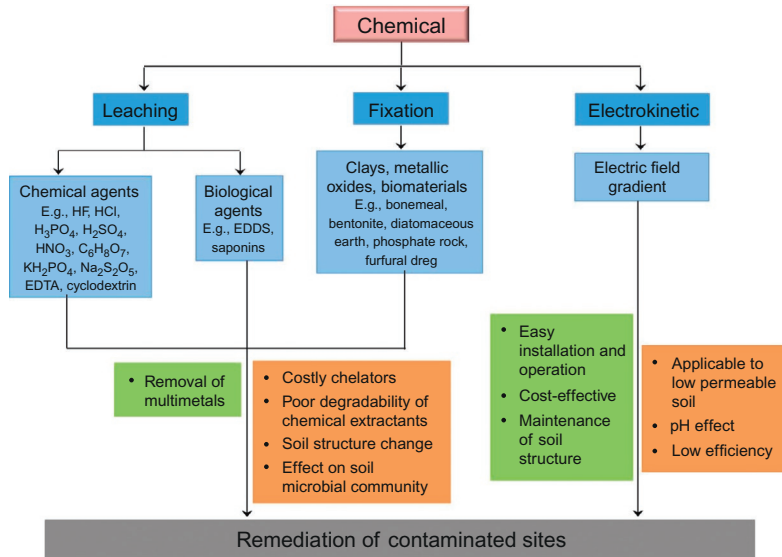 Chemical
Leaching
Fixation
Electrokinetic
Chemical agents
E.g., HF, HCl,
H₃PO₄, H₂SO₄,
HNO₃, C₆H₈O₇,
KH₂PO₄, Na₂S₂O₅,
EDTA, cyclodextrin
Biological
agents
E.g., EDDS,
saponins
Clays, metallic
oxides, biomaterials
E.g., bonemeal,
bentonite, diatomaceous
earth, phosphate rock,
furfural dreg
Electric field
gradient
• Removal of
multimetals
• Costly chelators
• Poor degradability of
chemical extractants
• Soil structure change
• Effect on soil
microbial community
• Easy
installation and
operation
• Cost-effective
• Maintenance
of soil
structure
• Applicable to
low permeable
soil
• pH effect
• Low efficiency
Remediation of contaminated sites